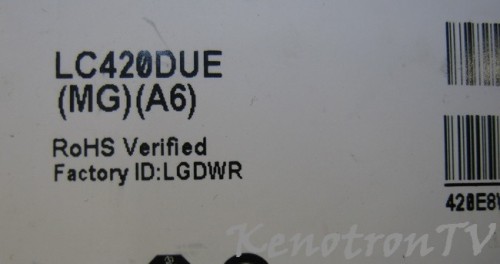 LC420DUE
(MG)(A6)
RoHS Verified
Factory ID:LGDWR
KenotronTV